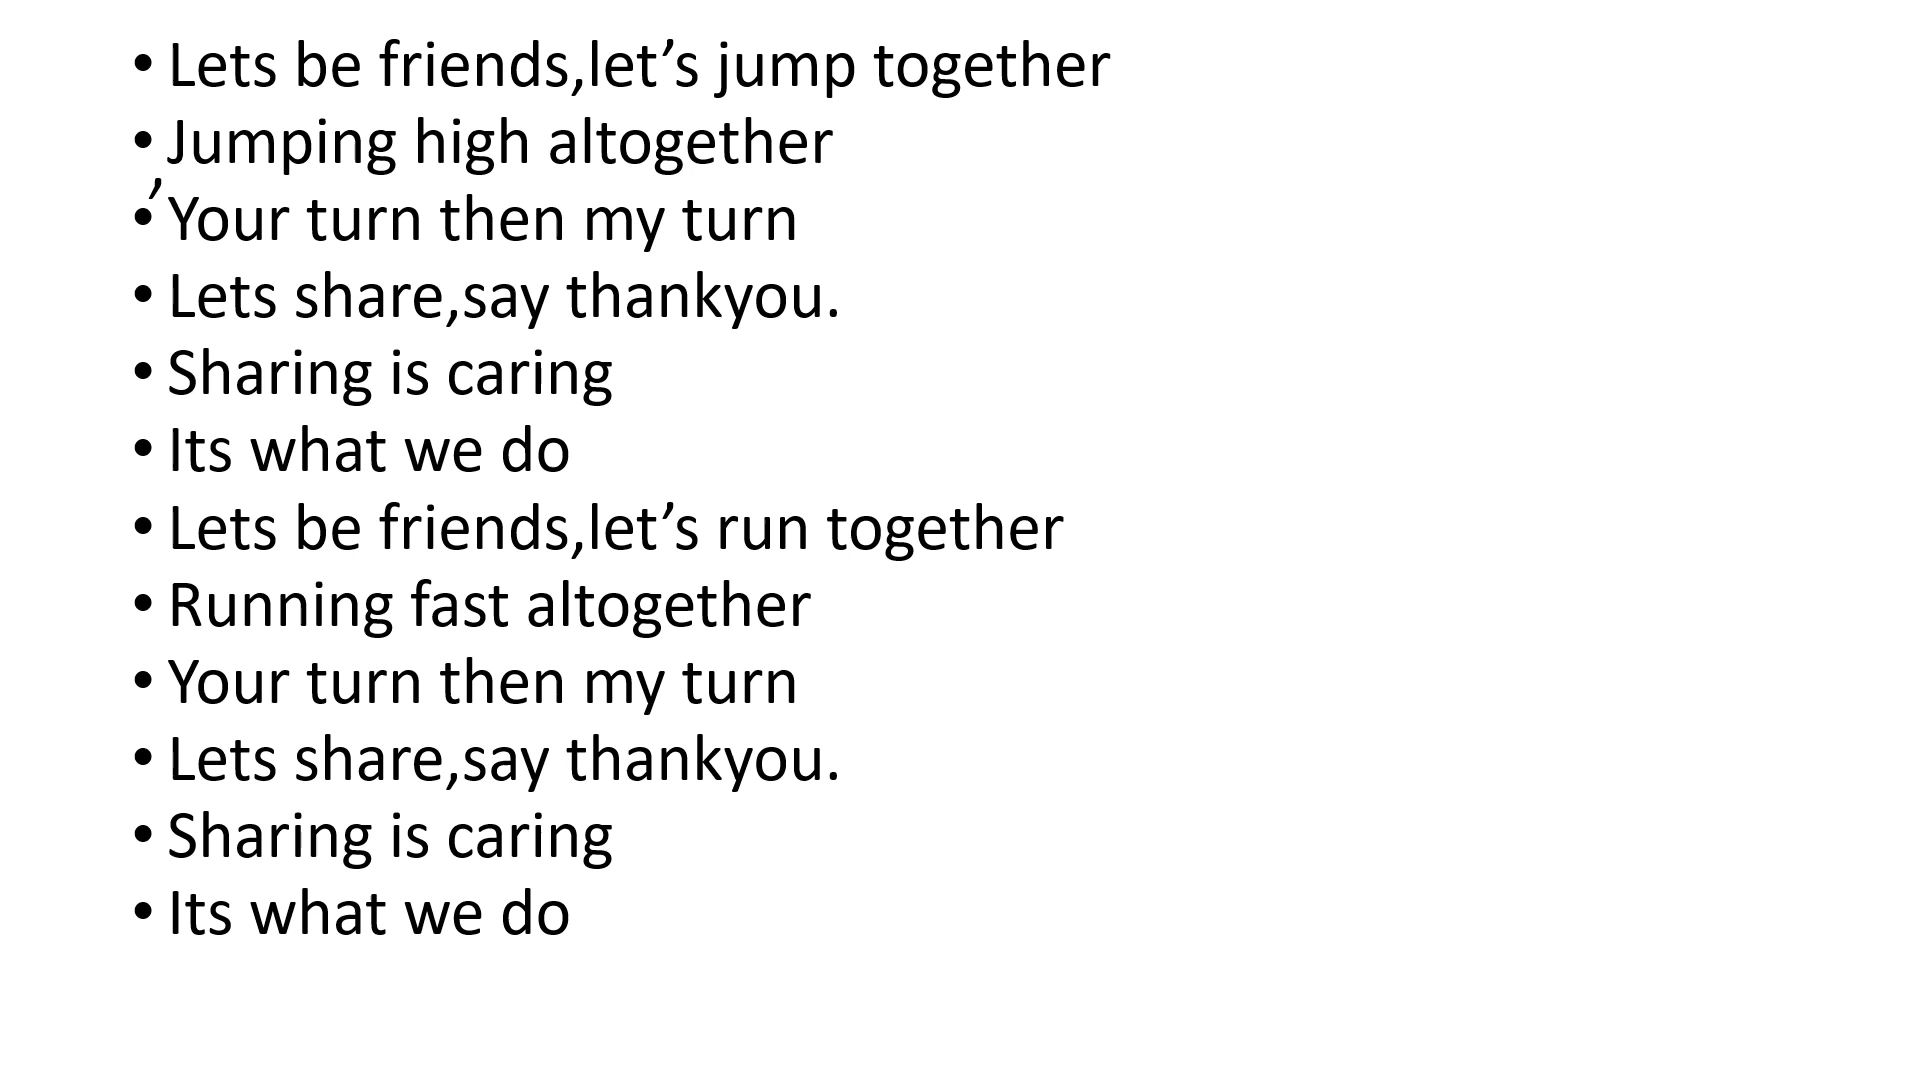 • Lets be friends,let’s jump together
• Jumping high altogether
,
• Your turn then my turn
• Lets share,say thankyou.
• Sharing is caring
• Its what we do
• Lets be friends,let’s run together
• Running fast altogether
• Your turn then my turn
• Lets share,say thankyou.
• Sharing is caring
• Its what we do